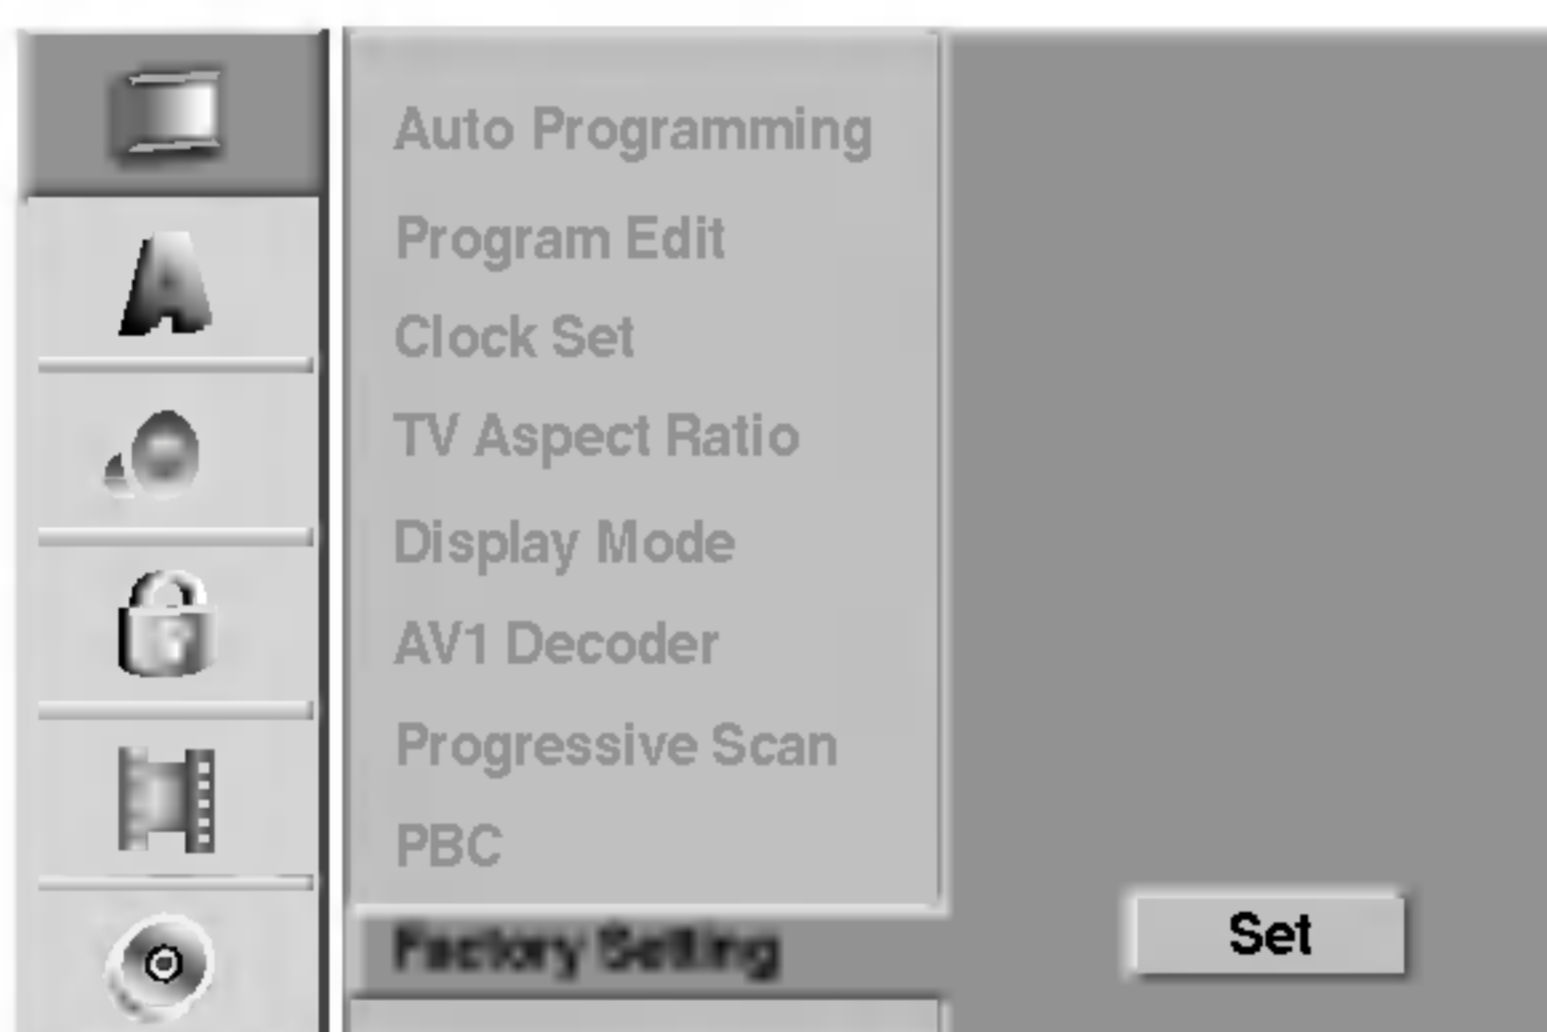 Auto Programming
Program Edit
Clock Set
TV Aspect Ratio
Display Mode
AV1 Decoder
Progressive Scan
PBC
Factory Setting
Set